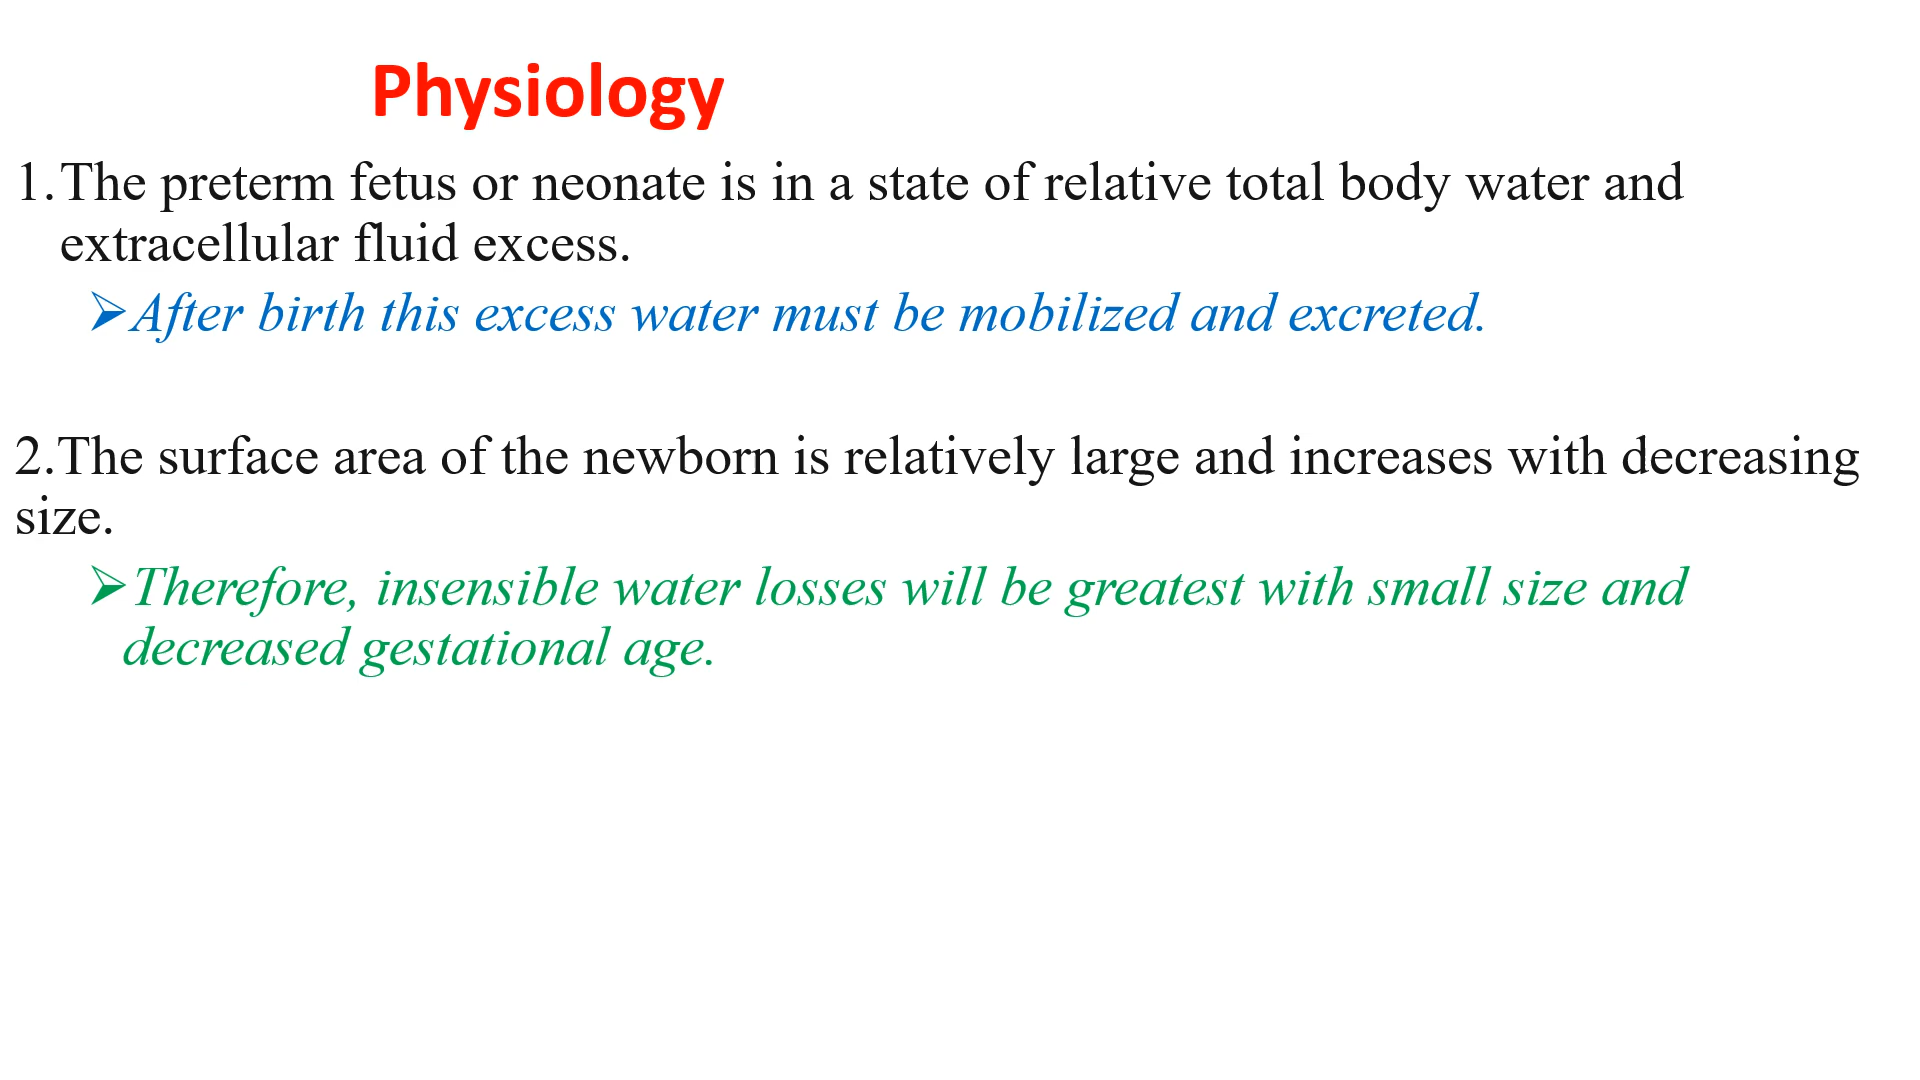 Physiology
1.The preterm fetus or neonate is in a state of relative total body water and
extracellular fluid excess.
➢After birth this excess water must be mobilized and excreted.
2.The surface area of the newborn is relatively large and increases with decreasing
size.
➢Therefore, insensible water losses will be greatest with small size and
decreased gestational age.